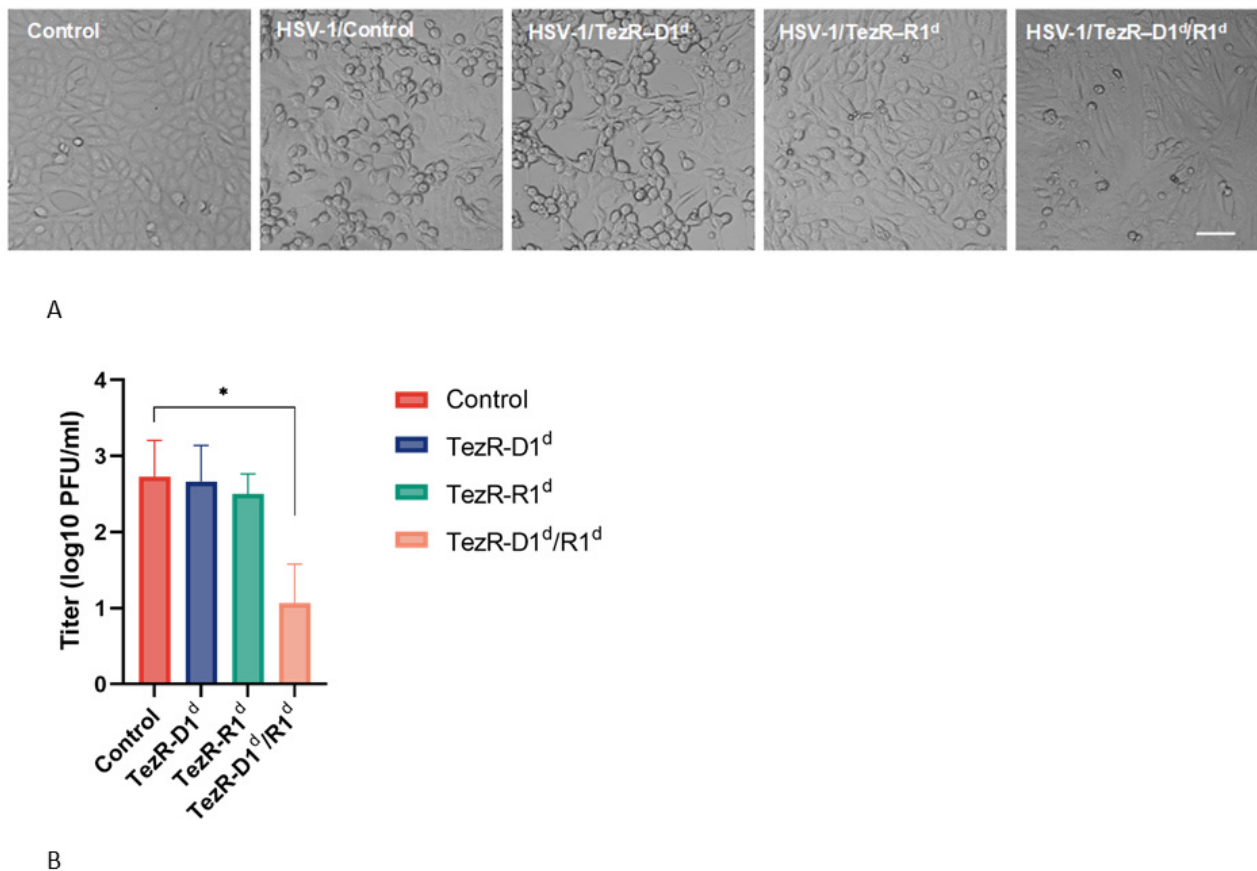 Control
HSV-1/Control
HSV-1/TezR–D1ᵈ
HSV-1/TezR–R1ᵈ
HSV-1/TezR–D1ᵈ/R1ᵈ
A
4
3
2
1
0
Titer (log10 PFU/ml)
*
Control
TezR-D1ᵈ
TezR-R1ᵈ
TezR-D1ᵈ/R1ᵈ
Control
TezR-D1ᵈ
TezR-R1ᵈ
TezR-D1ᵈ/R1ᵈ
B